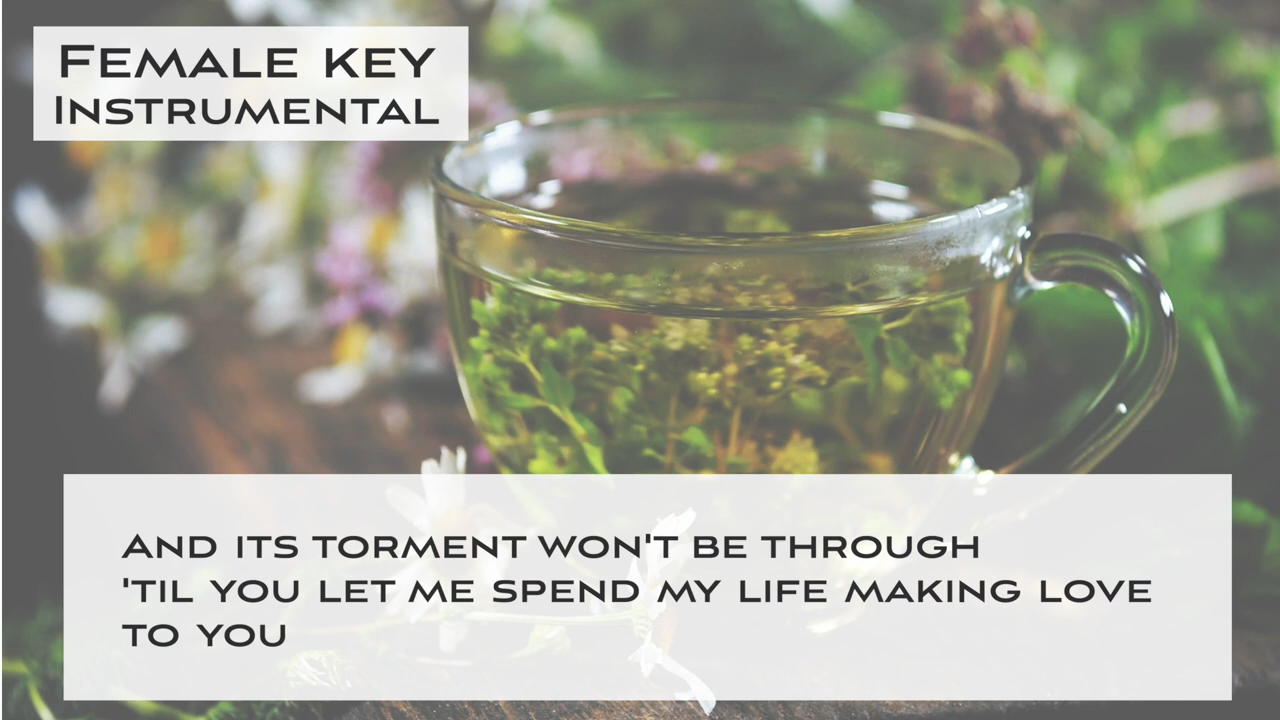 FEMALE KEY
INSTRUMENTAL
AND ITS TORMENT WON'T BE THROUGH
'TIL YOU LET ME SPEND MY LIFE MAKING LOVE
TO YOU